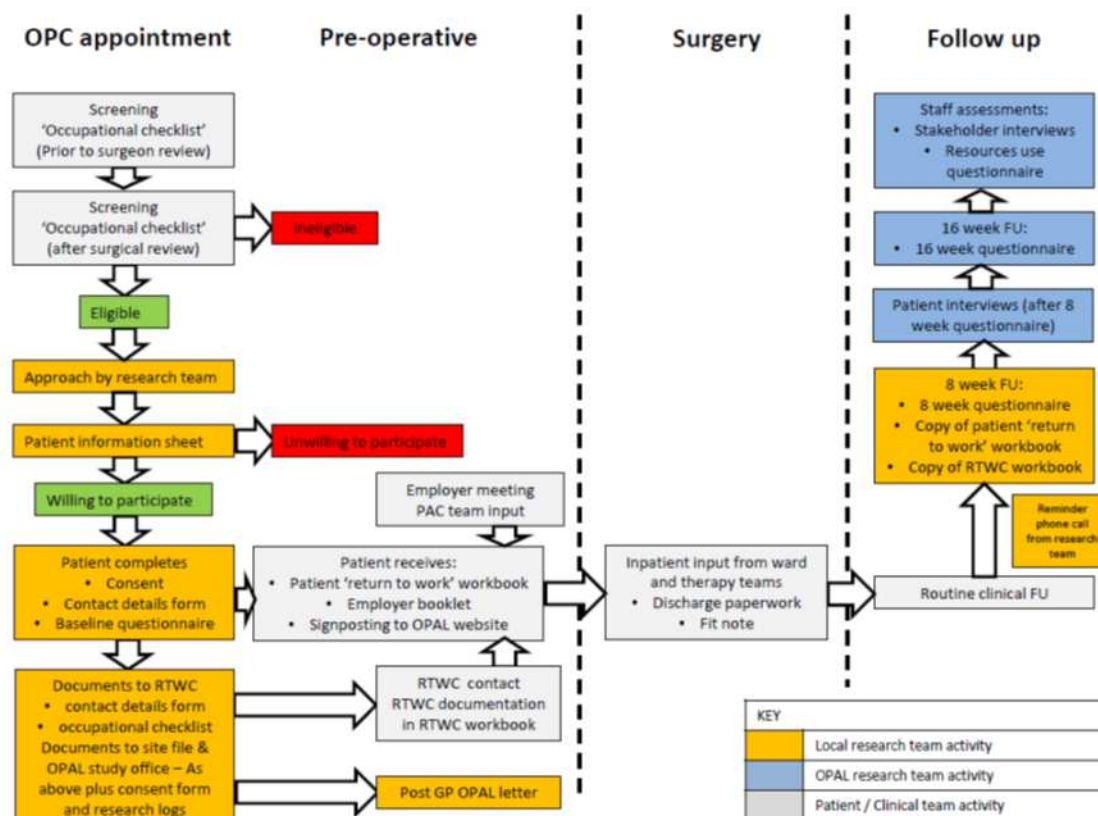 OPC appointment
Pre-operative
Surgery
Follow up
Screening
‘Occupational checklist’
(Prior to surgeon review)
Screening
‘Occupational checklist’
(after surgical review)
Ineligible
Eligible
Approach by research team
Patient information sheet
Unwilling to participate
Willing to participate
Patient completes
• Consent
• Contact details form
• Baseline questionnaire
Documents to RTWC
• contact details form
• occupational checklist
Documents to site file &
OPAL study office – As
above plus consent form
and research logs
Employer meeting
PAC team input
Patient receives:
• Patient ‘return to work’ workbook
• Employer booklet
• Signposting to OPAL website
RTWC contact
RTWC documentation
in RTWC workbook
Post GP OPAL letter
Inpatient input from ward
and therapy teams
• Discharge paperwork
• Fit note
Staff assessments:
• Stakeholder interviews
• Resources use
questionnaire
16 week FU:
• 16 week questionnaire
Patient interviews (after 8
week questionnaire)
8 week FU:
• 8 week questionnaire
• Copy of patient ‘return
to work’ workbook
• Copy of RTWC workbook
Reminder
phone call
from research
team
Routine clinical FU
KEY
Local research team activity
OPAL research team activity
Patient / Clinical team activity